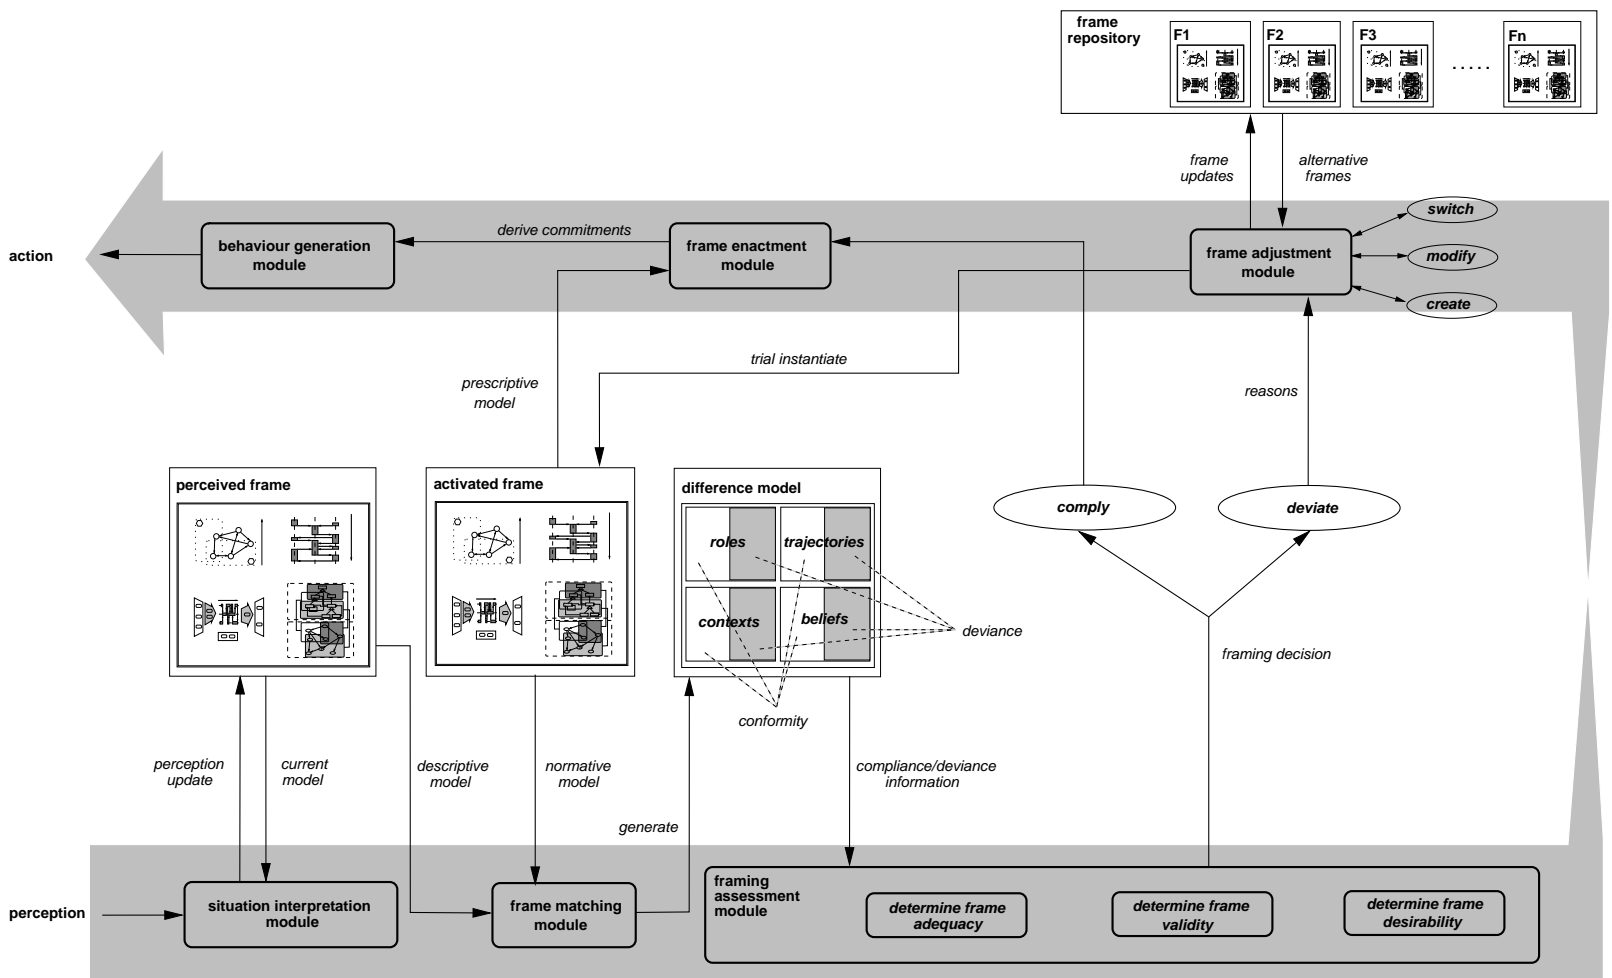 frame
repository
F1
F2
F3
.....
Fn
frame
updates
alternative
frames
switch
modify
create
action
behaviour generation
module
derive commitments
frame enactment
module
frame adjustment
module
prescriptive
model
trial instantiate
reasons
perceived frame
activated frame
difference model
roles
trajectories
contexts
beliefs
deviance
conformity
comply
deviate
framing decision
perception
update
current
model
descriptive
model
normative
model
generate
compliance/deviance
information
perception
situation interpretation
module
frame matching
module
framing
assessment
module
determine frame
adequacy
determine frame
validity
determine frame
desirability